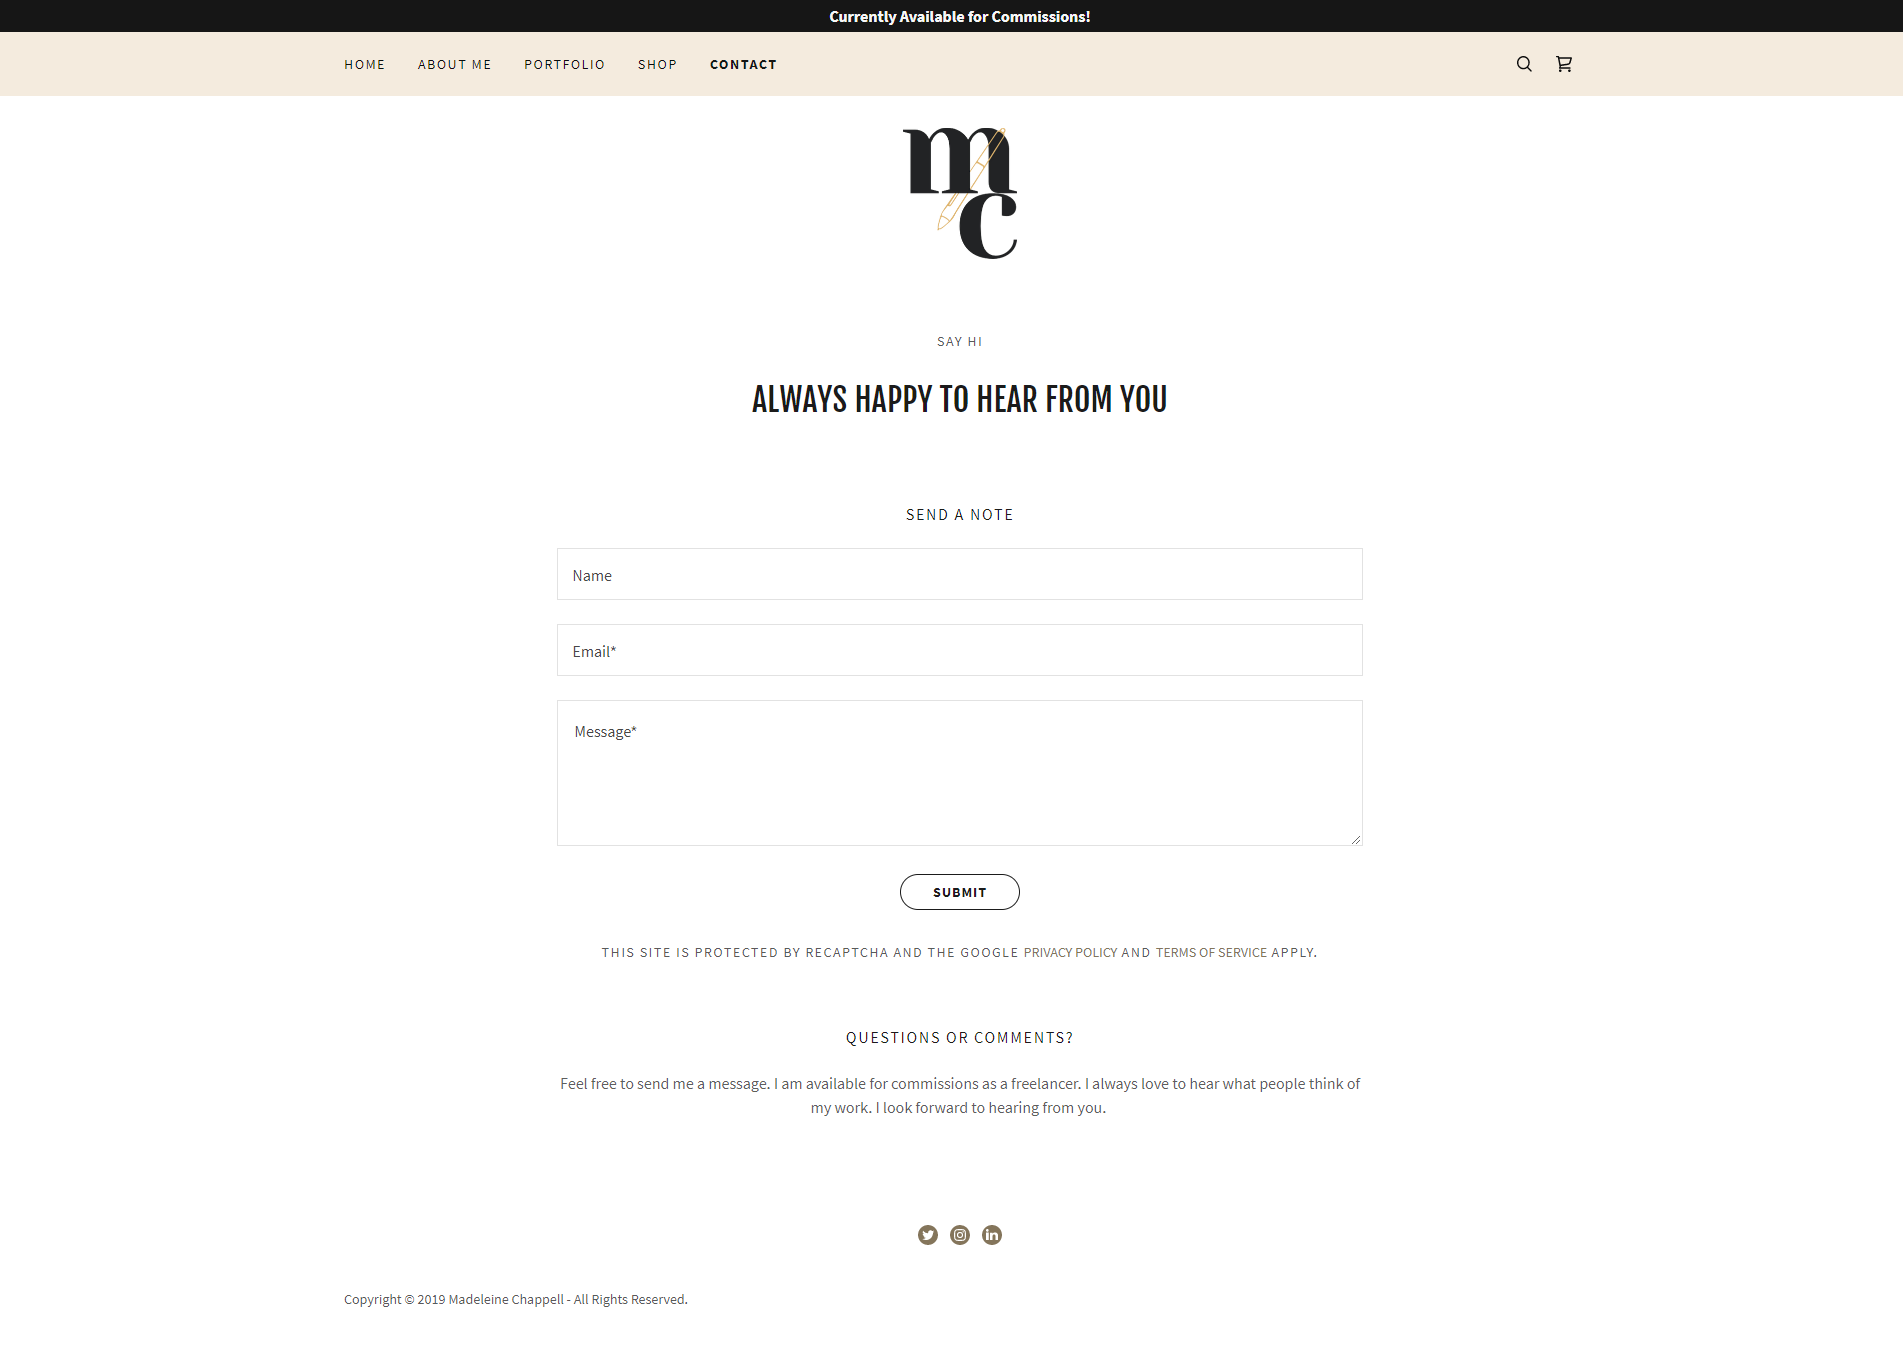 Currently Available for Commissions!
HOME ABOUT ME PORTFOLIO SHOP CONTACT
mc
SAY HI
ALWAYS HAPPY TO HEAR FROM YOU
SEND A NOTE
Name
Email*
Message*
SUBMIT
THIS SITE IS PROTECTED BY RECAPTCHA AND THE GOOGLE PRIVACY POLICY AND TERMS OF SERVICE APPLY.
QUESTIONS OR COMMENTS?
Feel free to send me a message. I am available for commissions as a freelancer. I always love to hear what people think of
my work. I look forward to hearing from you.
in
Copyright © 2019 Madeleine Chappell - All Rights Reserved.